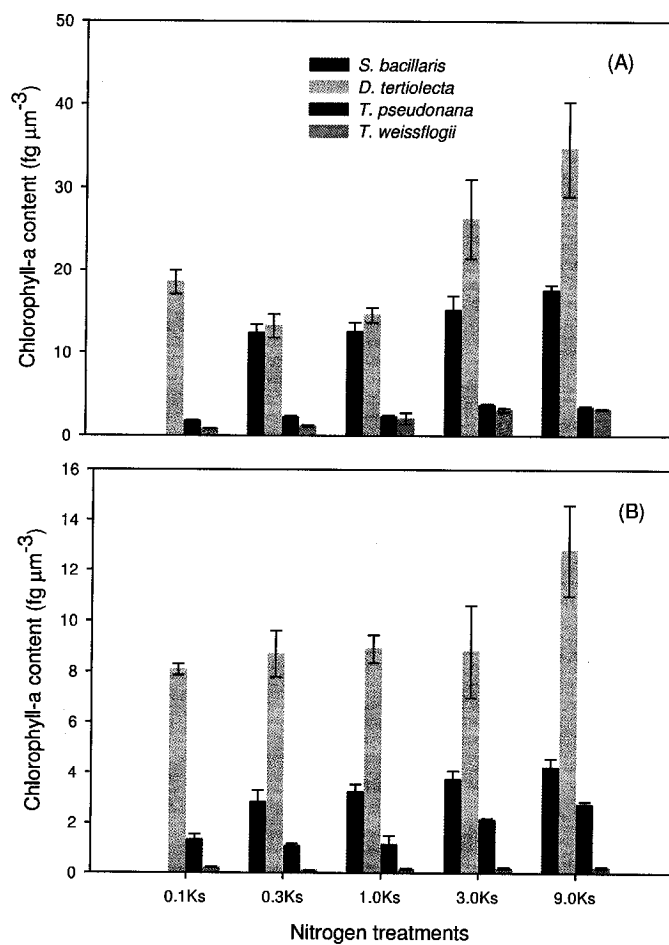 50
(A)
S. bacillaris
D. tertiolecta
T. pseudonana
T. weissflogii
40
30
20
10
0
Chlorophyll-a content (fg μm⁻³)
16
(B)
14
12
10
8
6
4
2
0
Chlorophyll-a content (fg μm⁻³)
0.1Ks 0.3Ks 1.0Ks 3.0Ks 9.0Ks
Nitrogen treatments